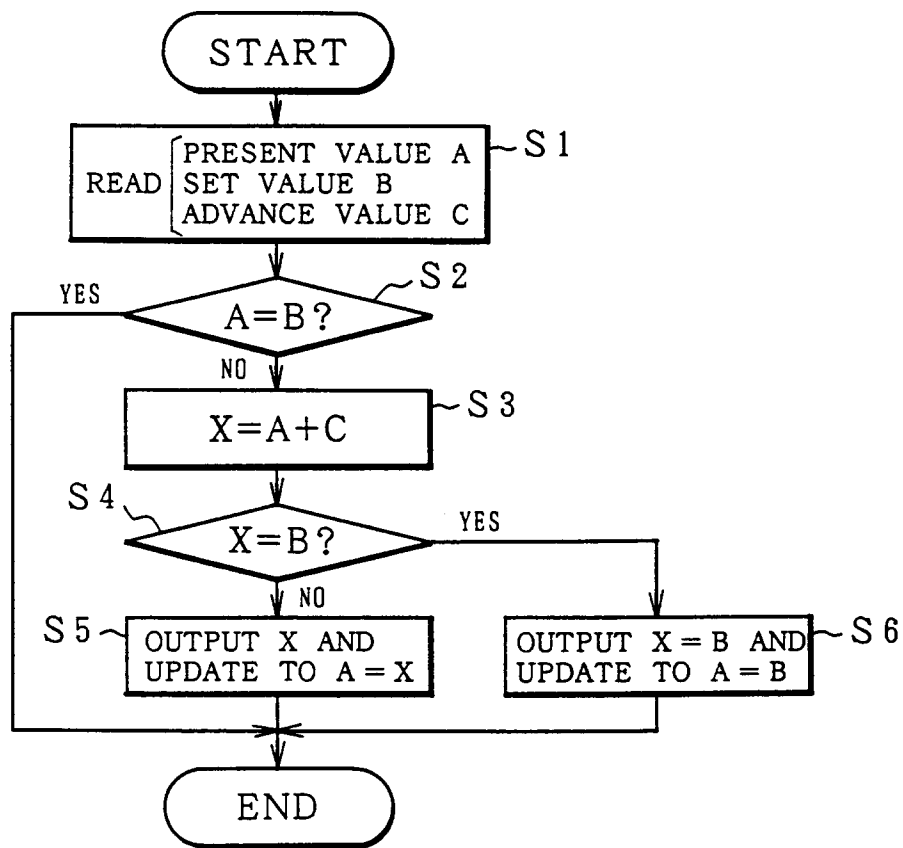 START
READ
PRESENT VALUE A
SET VALUE B
ADVANCE VALUE C
S1
YES
A=B?
S2
NO
X=A+C
S3
S4
X=B?
YES
NO
S5
OUTPUT X AND
UPDATE TO A=X
OUTPUT X=B AND
UPDATE TO A=B
S6
END